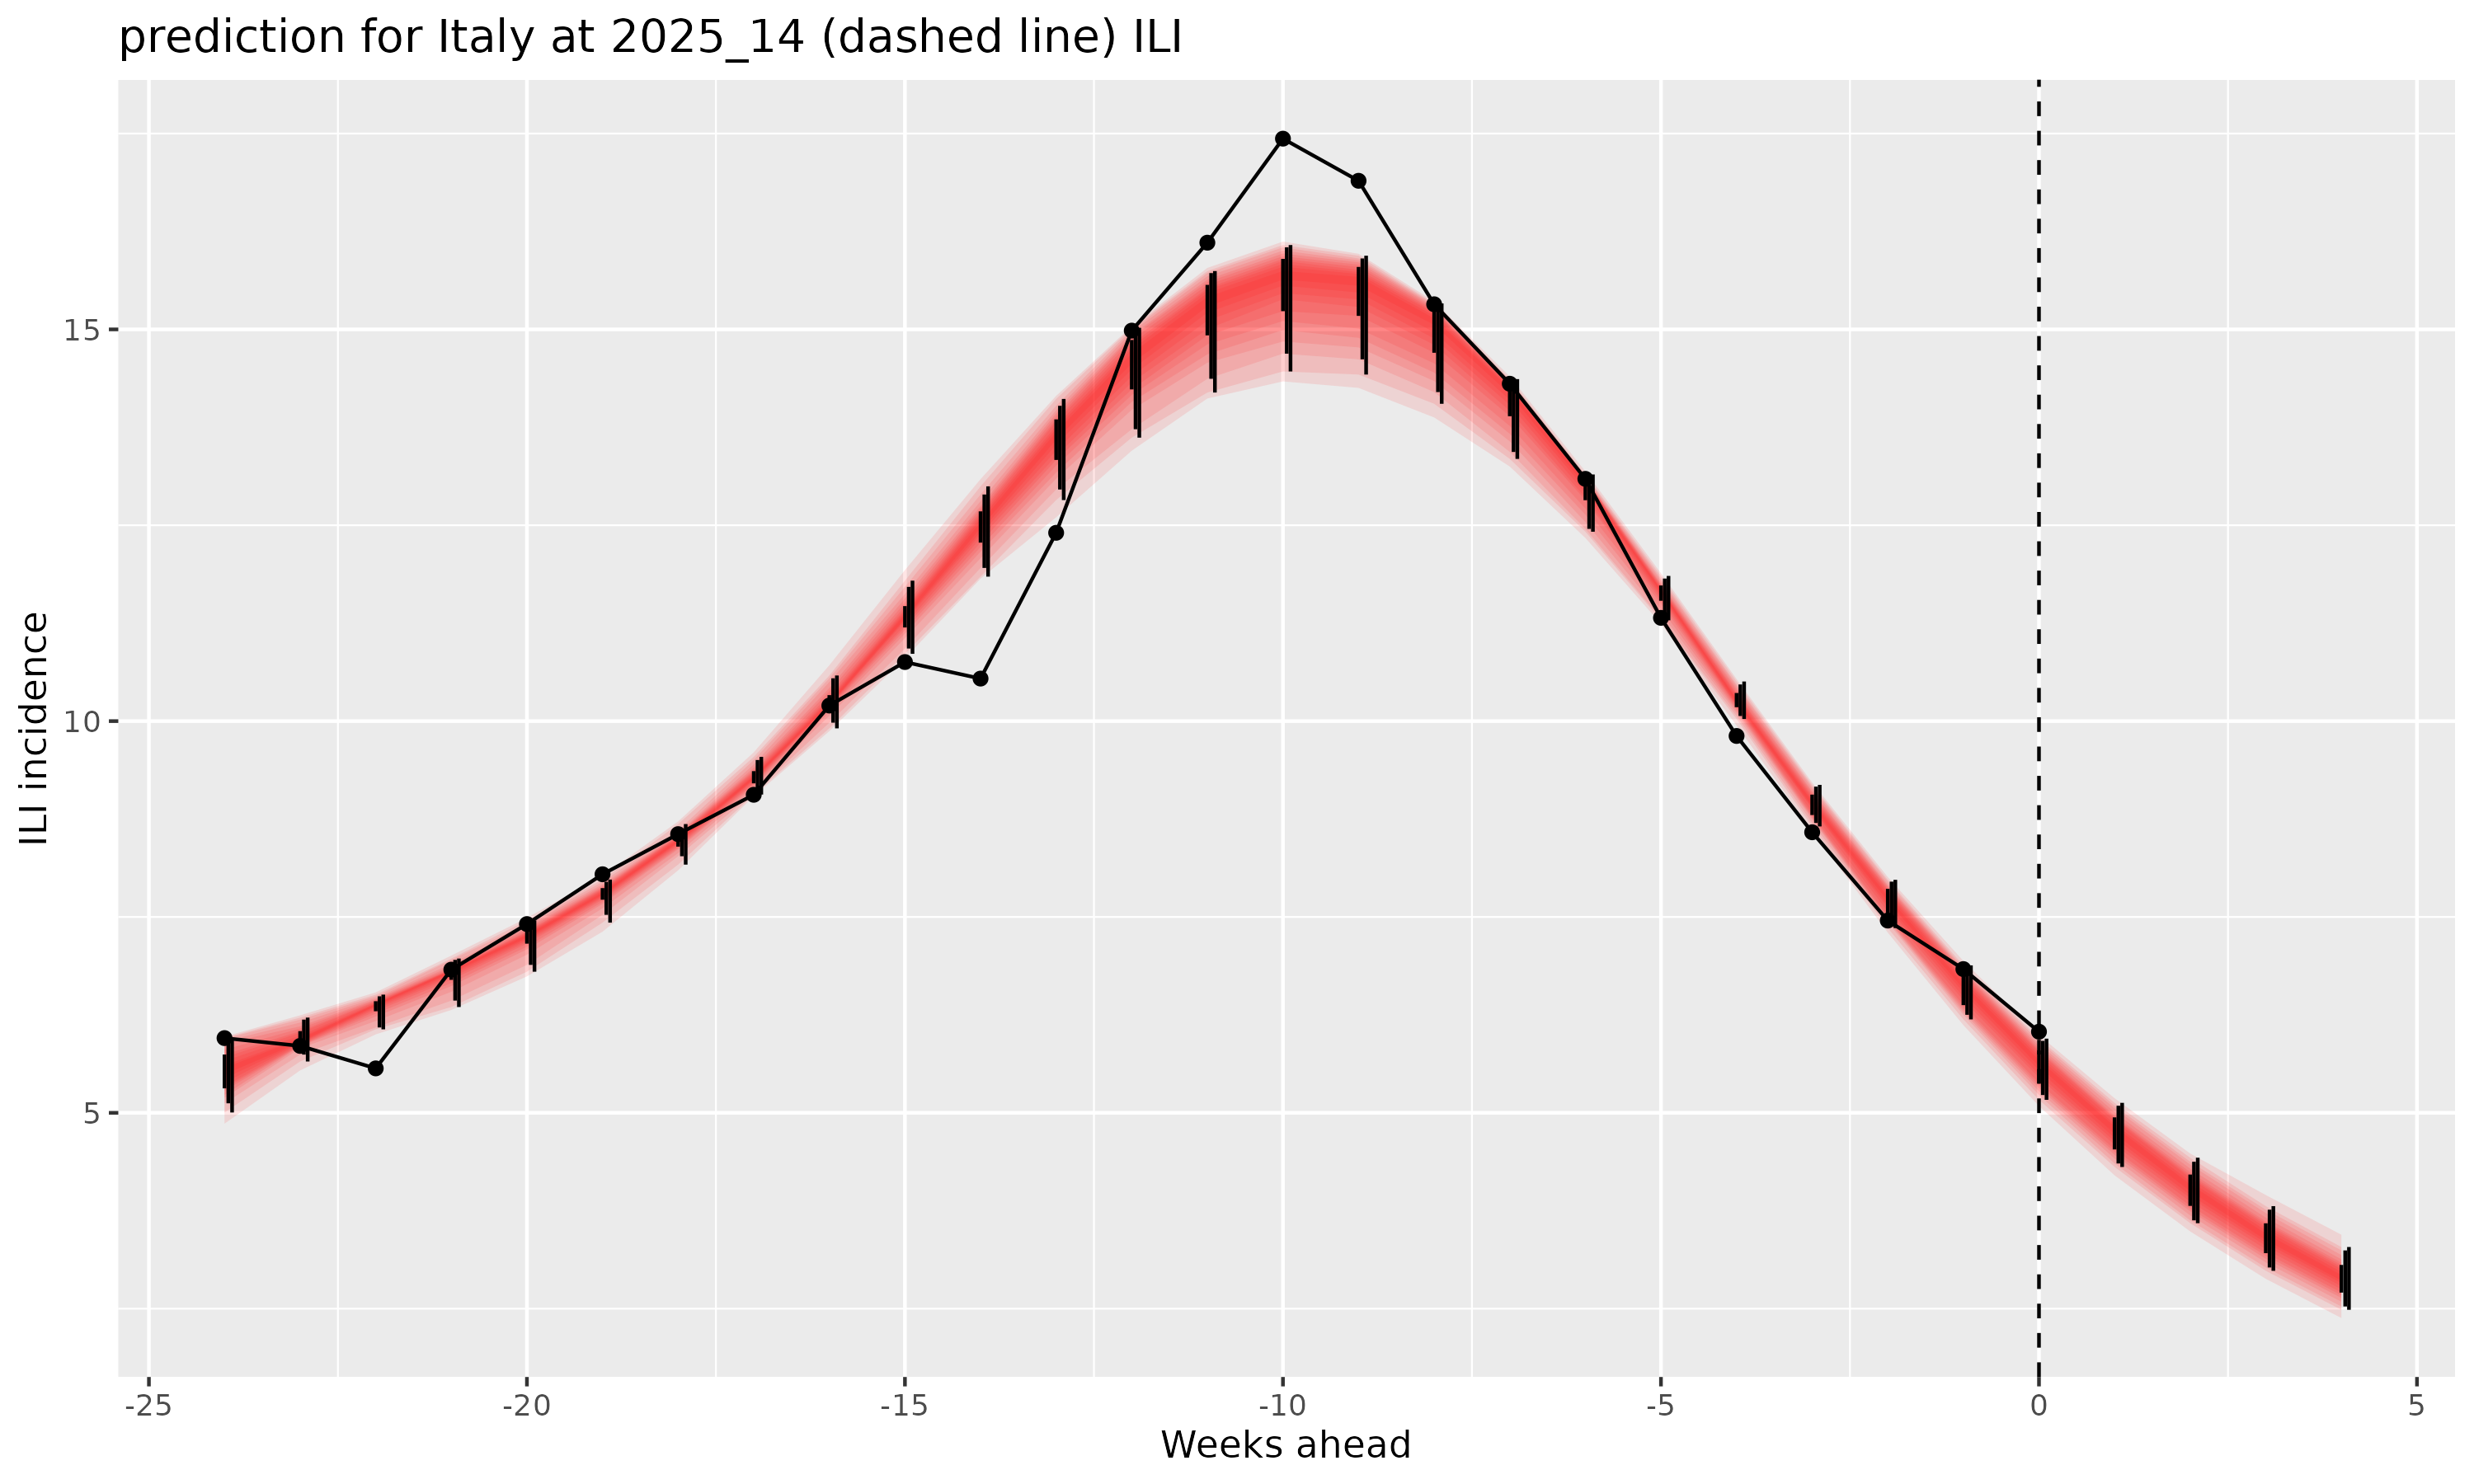 prediction for Italy at 2025_14 (dashed line) ILI
ILI incidence
15
10
5
-25 -20 -15 -10 -5 0 5
Weeks ahead